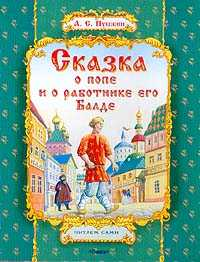 А. С. Пушкин
Сказка
о попе
и о работнике его
Балде
ЧИТАЕМ САМИ